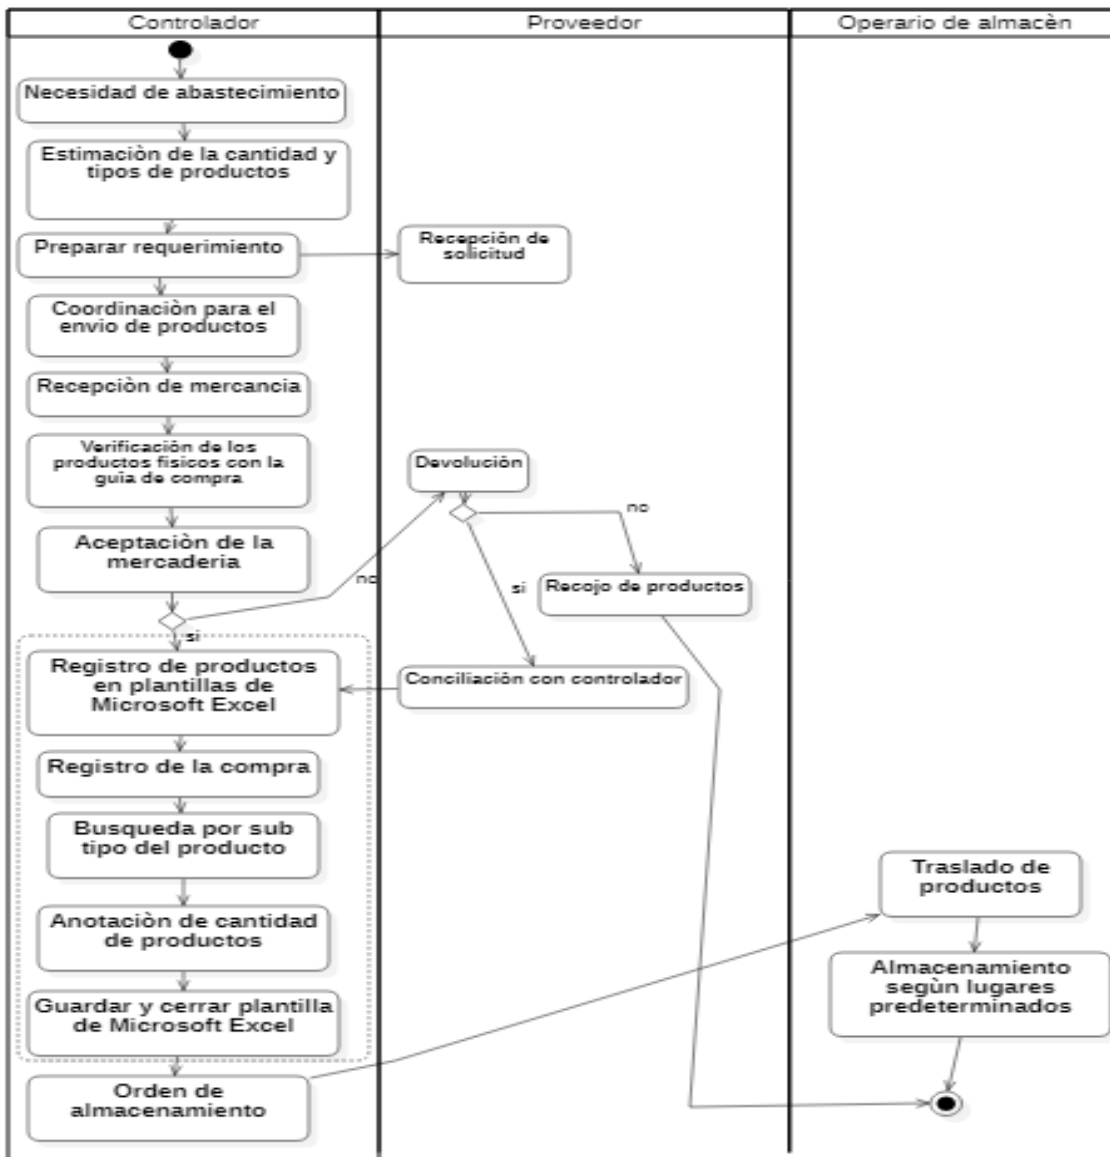 Controlador
Proveedor
Operario de almacèn
Necesidad de abastecimiento
Estimaciòn de la cantidad y
tipos de productos
Preparar requerimiento
Recepciòn de
solicitud
Coordinaciòn para el
envio de productos
Recepciòn de mercancia
Verificaciòn de los
productos fisicos con la
guia de compra
Devoluciòn
no
Aceptaciòn de la
mercaderia
no
si
Recojo de productos
si
Registro de productos
en plantillas de
Microsoft Excel
Conciliaciòn con controlador
Registro de la compra
Busqueda por sub
tipo del producto
Traslado de
productos
Anotaciòn de cantidad
de productos
Almacenamiento
segùn lugares
predeterminados
Guardar y cerrar plantilla
de Microsoft Excel
Orden de
almacenamiento